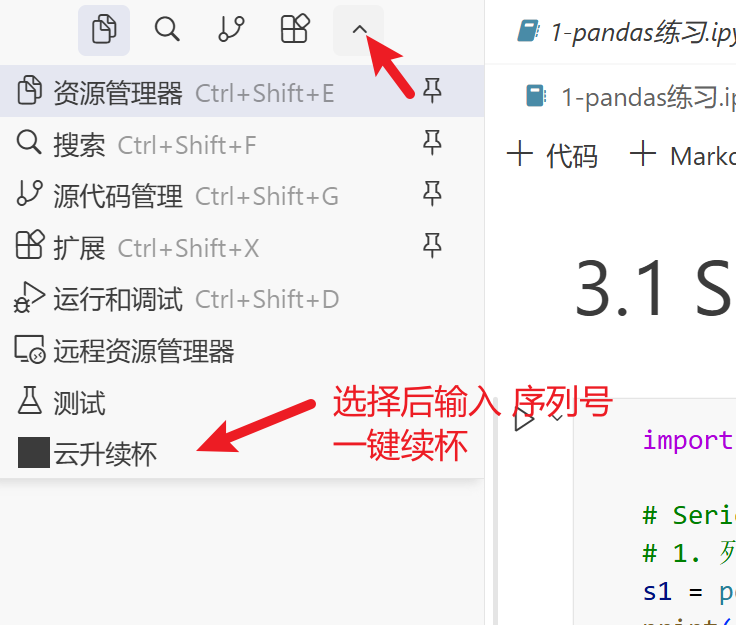 1-pandas练习.ipy
资源管理器 Ctrl+Shift+E
1-pandas练习.ip
搜索 Ctrl+Shift+F
代码
Marko
源代码管理 Ctrl+Shift+G
扩展 Ctrl+Shift+X
3.1 S
运行和调试 Ctrl+Shift+D
远程资源管理器
测试
选择后输入 序列号
一键续杯
云升续杯
import
# Serie
# 1. 列
s1 = p
print(